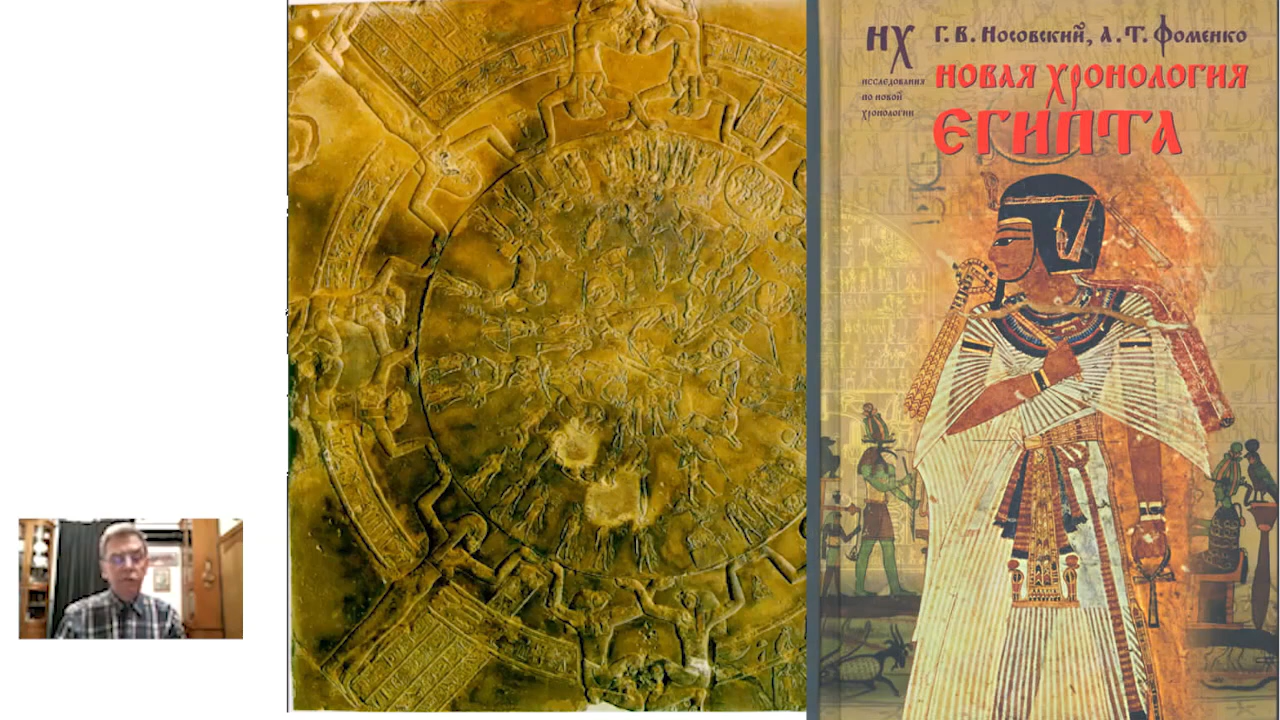 НХ
исследования
по новой
хронологии
Г. В. Носовский, А. Т. Фоменко
НОВАЯ ХРОНОЛОГИЯ
ЕГИПТА